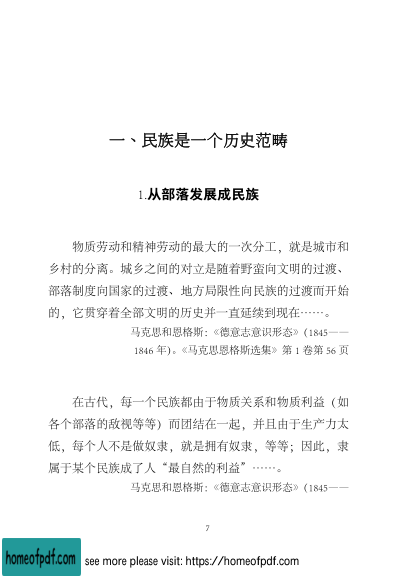 一、民族是一个历史范畴
1.从部落发展成民族
物质劳动和精神劳动的最大的一次分工，就是城市和
乡村的分离。城乡之间的对立是随着野蛮向文明的过渡、
部落制度向国家的过渡、地方局限性向民族的过渡而开始
的，它贯穿着全部文明的历史并一直延续到现在……。
马克思和恩格斯:《德意志意识形态》(1845——
1846 年)。《马克思恩格斯选集》第 1 卷第 56 页
在古代，每一个民族都由于物质关系和物质利益（如
各个部落的敌视等等）而团结在一起，并且由于生产力太
低，每个人不是做奴隶，就是拥有奴隶，等等；因此，隶
属于某个民族成了人“最自然的利益”……。
马克思和恩格斯:《德意志意识形态》(1845——
7
homeofpdf.com
see more please visit: https://homeofpdf.com